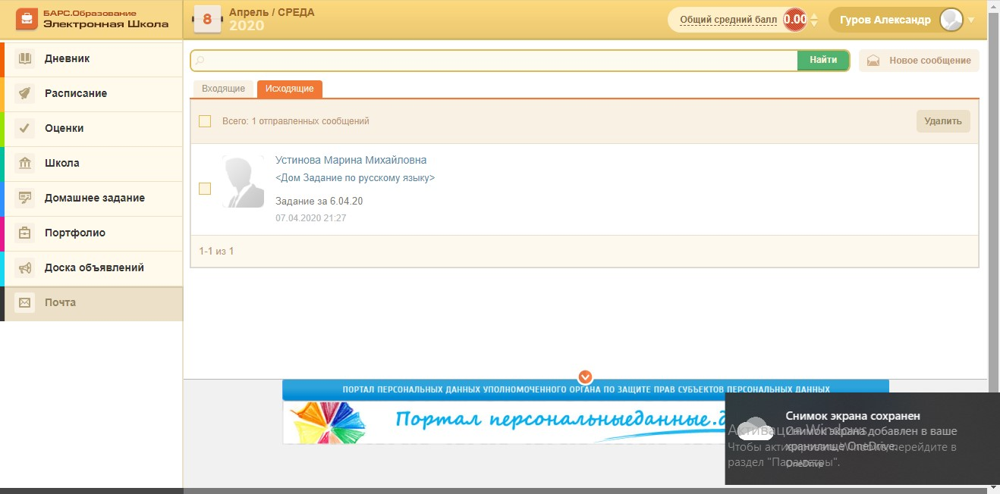 БАРС.Образование
Электронная Школа
8
Апрель / СРЕДА
2020
Общий средний балл
0.00
Гуров Александр
Дневник
Расписание
Оценки
Школа
Домашнее задание
Портфолио
Доска объявлений
Почта
Найти
Новое сообщение
Входящие
Исходящие
Всего: 1 отправленных сообщений
Удалить
Устинова Марина Михайловна
<Дом Задание по русскому языку>
Задание за 6.04.20
07.04.2020 21:27
1-1 из 1
ПОРТАЛ ПЕРСОНАЛЬНЫХ ДАННЫХ УПОЛНОМОЧЕННОГО ОРГАНА ПО ЗАЩИТЕ ПРАВ СУБЪЕКТОВ ПЕРСОНАЛЬНЫХ ДАННЫХ
Портал персональныеданные.д
Снимок экрана сохранен
Снимок экрана добавлен в ваше
хранилище OneDrive.
OneDrive
Активация Windows
Чтобы активировать Windows, перейдите в
раздел "Параметры".